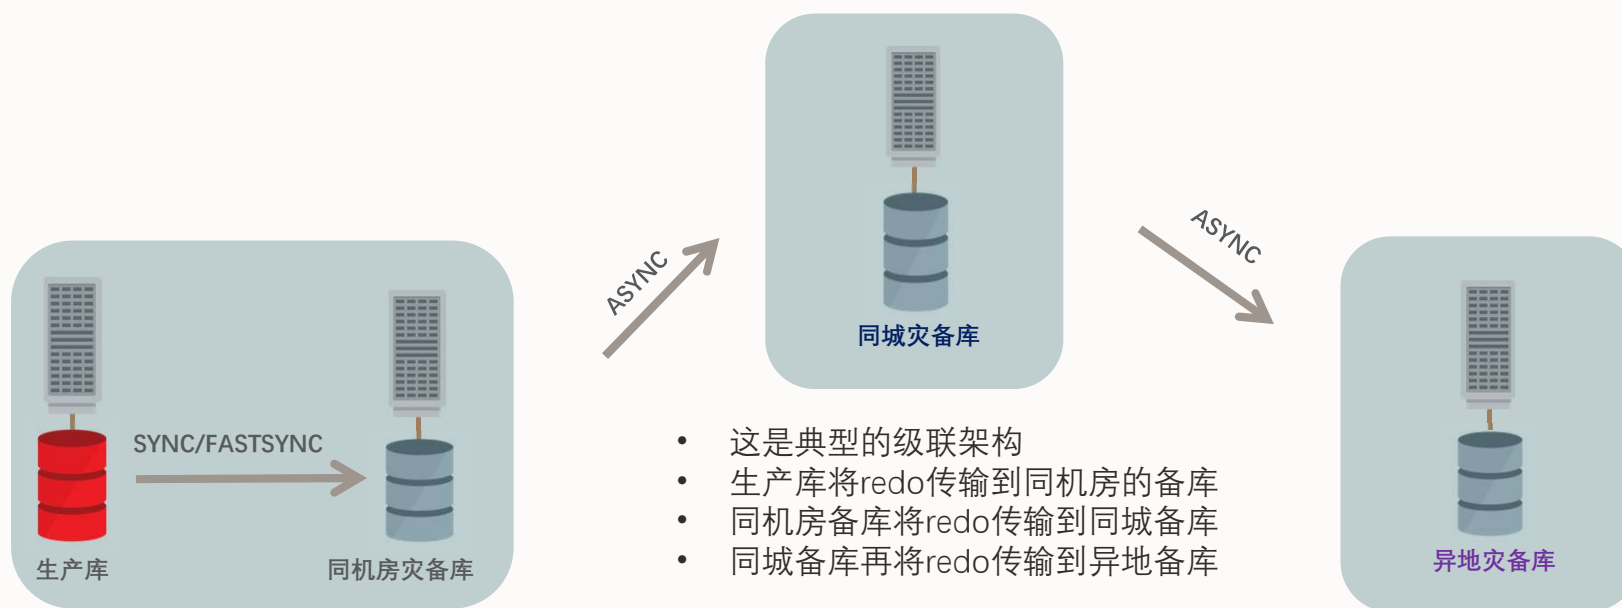 同城灾备库
ASYNC
ASYNC
SYNC/FASTSYNC
生产库
同机房灾备库
• 这是典型的级联架构
• 生产库将redo传输到同机房的备库
• 同机房备库将redo传输到同城备库
• 同城备库再将redo传输到异地备库
异地灾备库